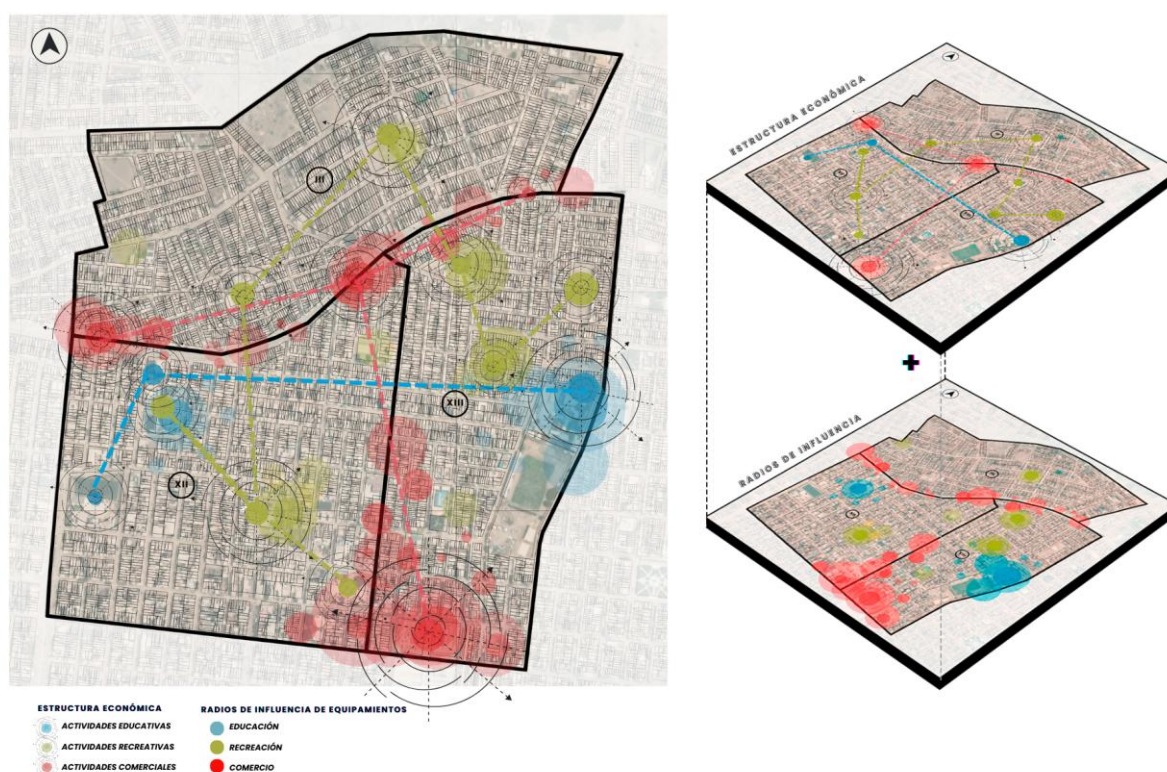 III
XIII
XII
ESTRUCTURA ECONÓMICA
ACTIVIDADES EDUCATIVAS
ACTIVIDADES RECREATIVAS
ACTIVIDADES COMERCIALES
RADIOS DE INFLUENCIA DE EQUIPAMIENTOS
EDUCACIÓN
RECREACIÓN
COMERCIO
ESTRUCTURA ECONÓMICA
+
RADIOS DE INFLUENCIA